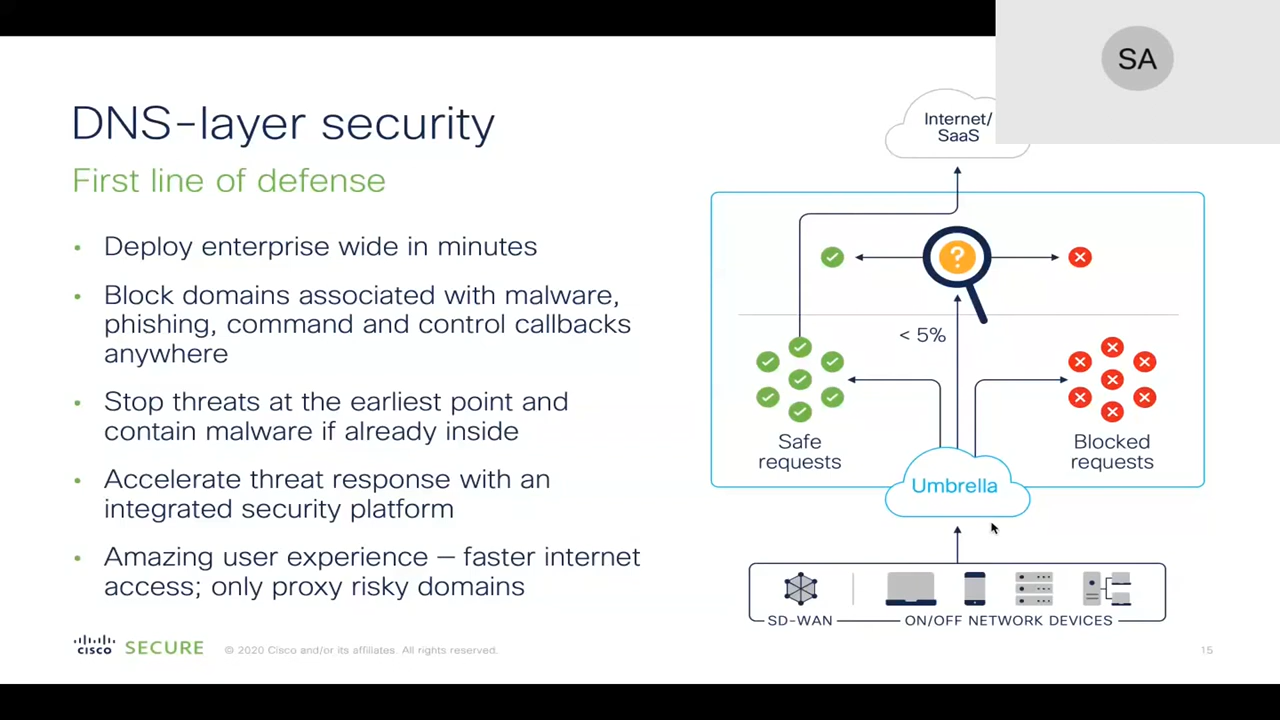 SA
DNS-layer security
First line of defense
• Deploy enterprise wide in minutes
• Block domains associated with malware,
phishing, command and control callbacks
anywhere
• Stop threats at the earliest point and
contain malware if already inside
• Accelerate threat response with an
integrated security platform
• Amazing user experience – faster internet
access; only proxy risky domains
Internet/
SaaS
?
< 5%
Safe
requests
Blocked
requests
Umbrella
SD-WAN
ON/OFF NETWORK DEVICES
cisco SECURE © 2020 Cisco and/or its affiliates. All rights reserved.
15